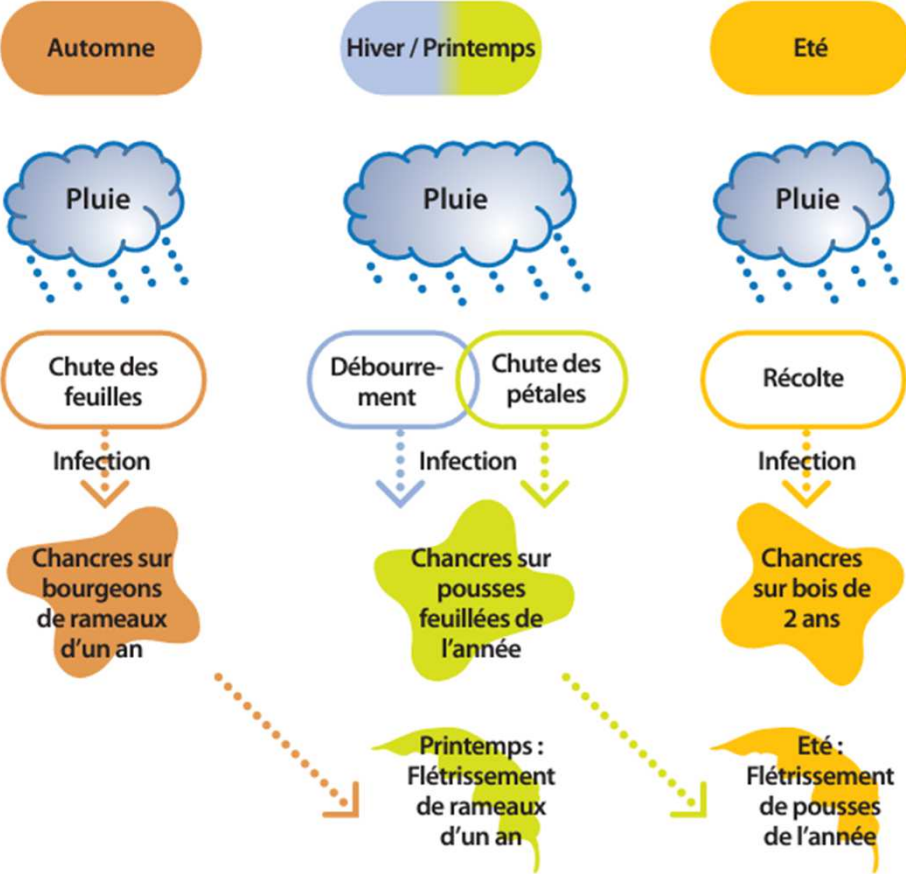 Automne
Hiver / Printemps
Eté
Pluie
Pluie
Pluie
Chute des
feuilles
Débourre-
ment
Chute des
pétales
Récolte
Infection
Infection
Infection
Chancres sur
bourgeons
de rameaux
d'un an
Chancres sur
pousses
feuillées de
l'année
Chancres
sur bois de
2 ans
Printemps :
Flétrissement
de rameaux
d'un an
Eté :
Flétrissement
de pousses
de l'année